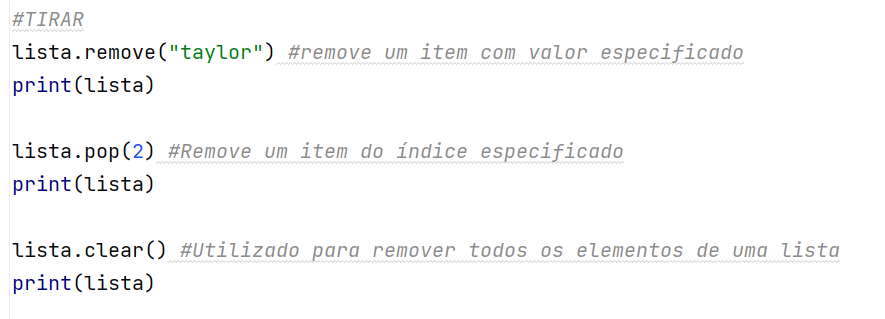 #TIRAR
lista.remove("taylor") #remove um item com valor especificado
print(lista)
lista.pop(2) #Remove um item do índice especificado
print(lista)
lista.clear() #Utilizado para remover todos os elementos de uma lista
print(lista)